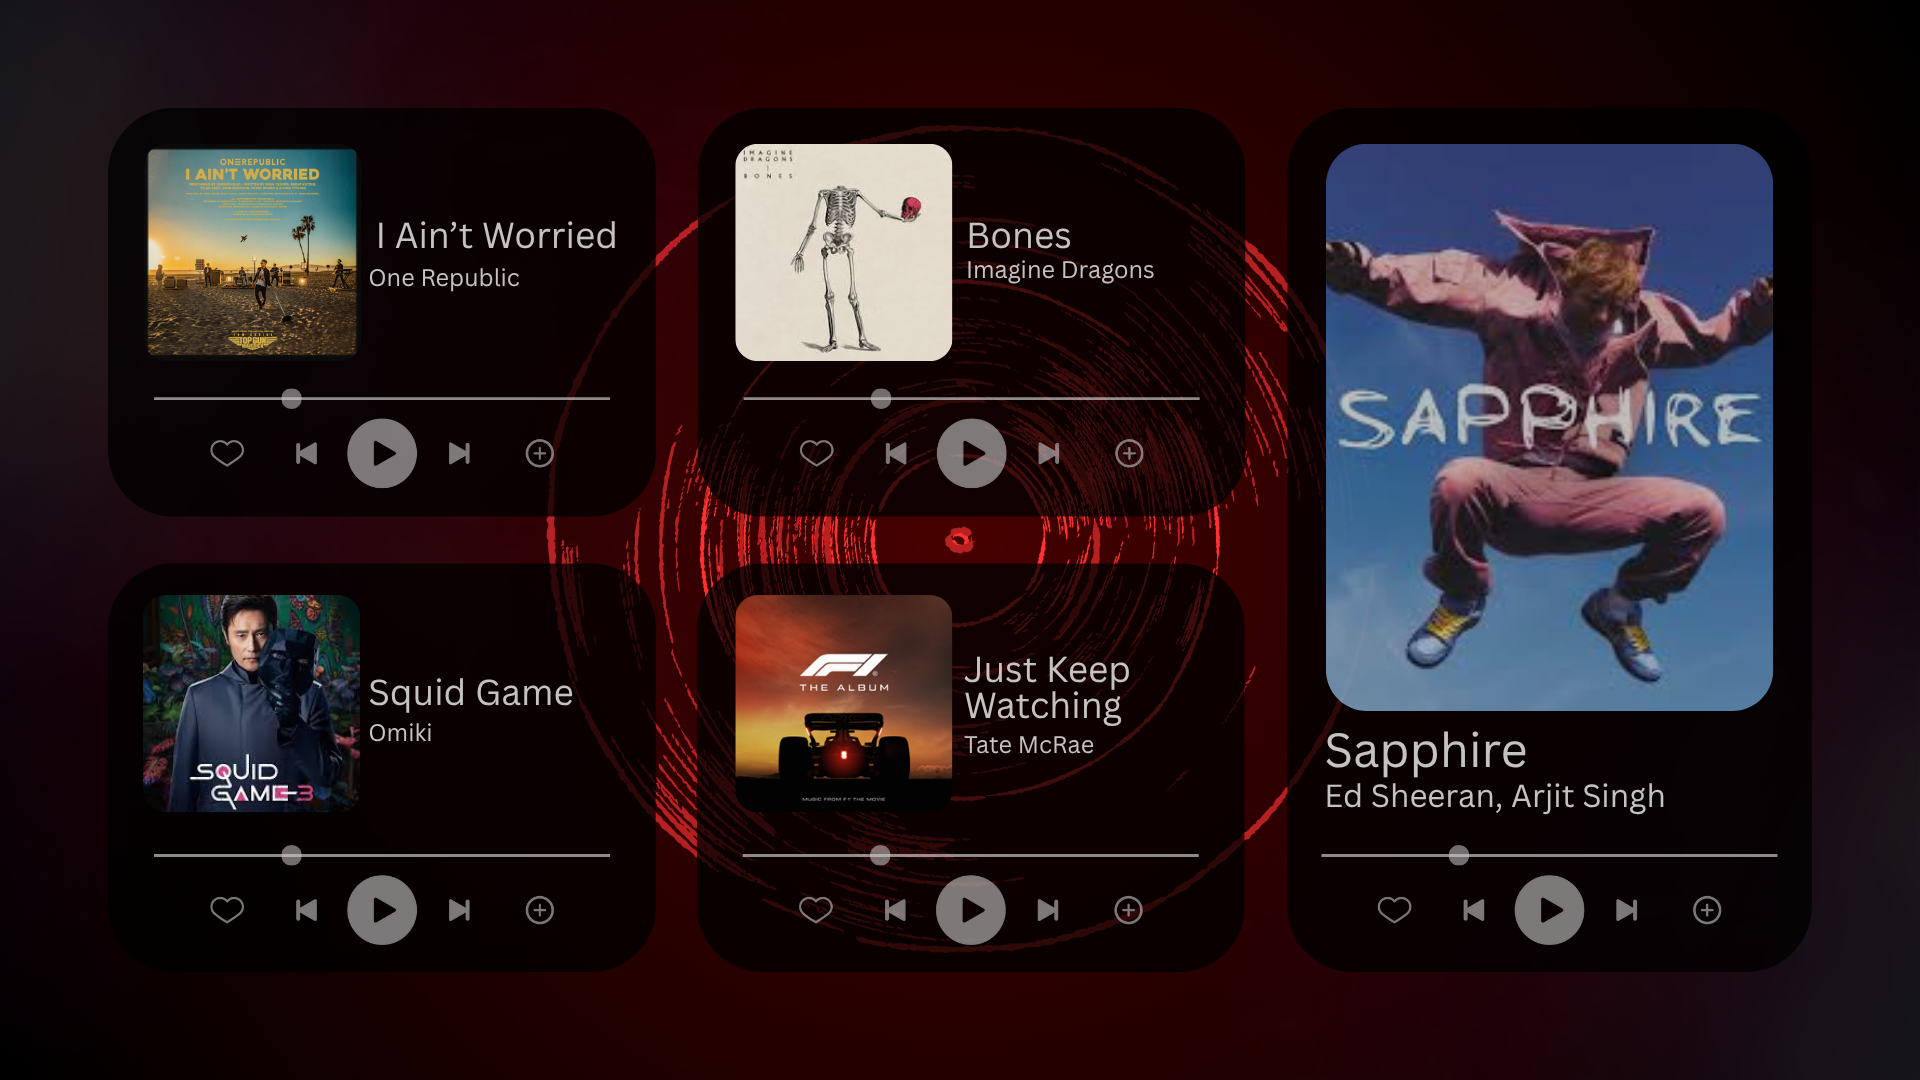 ONEREPUBLIC
I AIN'T WORRIED
TOP GUN
I Ain’t Worried
One Republic
IMAGINE
DRAGONS
BONES
Bones
Imagine Dragons
SQUID
GAME 3
Squid Game
Omiki
F1
THE ALBUM
MUSIC FROM F1 THE MOVIE
Just Keep
Watching
Tate McRae
SAPPHIRE
Sapphire
Ed Sheeran, Arjit Singh